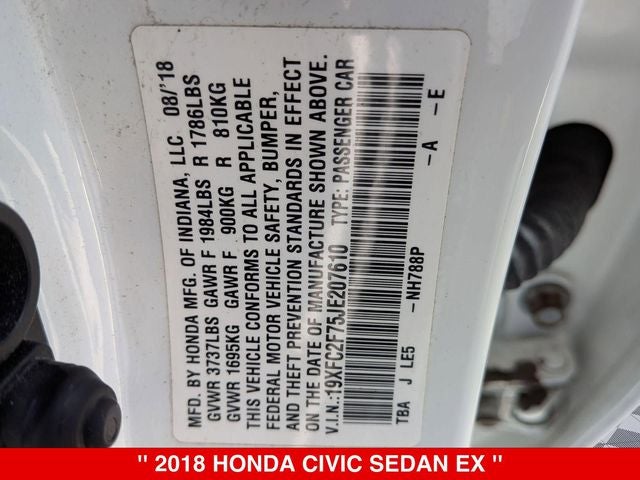 MFD. BY HONDA MFG. OF INDIANA, LLC 08/'18
GVWR 3737LBS GAWR F 1984LBS R 1786LBS
GVWR 1695KG GAWR F 900KG R 810KG
THIS VEHICLE CONFORMS TO ALL APPLICABLE
FEDERAL MOTOR VEHICLE SAFETY, BUMPER,
AND THEFT PREVENTION STANDARDS IN EFFECT
ON THE DATE OF MANUFACTURE SHOWN ABOVE.
V.I.N.:19XFC2F75JE207610 TYPE: PASSENGER CAR
-NH788P -A -E
TBA J LE5
" 2018 HONDA CIVIC SEDAN EX "